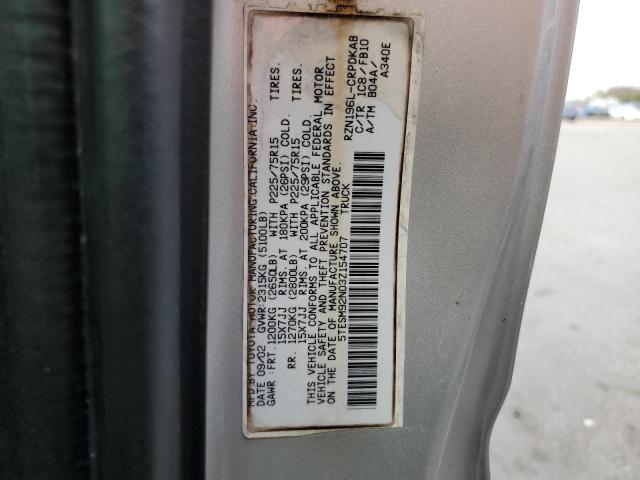 MFD BY TOYOTA MOTOR MANUFACTURING CALIFORNIA INC.
DATE 09/02 GVWR 2315KG (5100LB)
GAWR : FRT. 1200KG (2650LB) WITH P225/75R15 TIRES.
15X7JJ RIMS. AT 180KPA (26PSI) COLD.
RR. 1270KG (2800LB) WITH P225/75R15 TIRES.
15X7JJ RIMS. AT 200KPA (29PSI) COLD.
THIS VEHICLE CONFORMS TO ALL APPLICABLE FEDERAL MOTOR
VEHICLE SAFETY AND THEFT PREVENTION STANDARDS IN EFFECT
ON THE DATE OF MANUFACTURE SHOWN ABOVE.
5TESM92N03Z154707 TRUCK
RZN196L-CRPDKAB
C/TR 1C8/FB10
A/TM B04A/
A340E